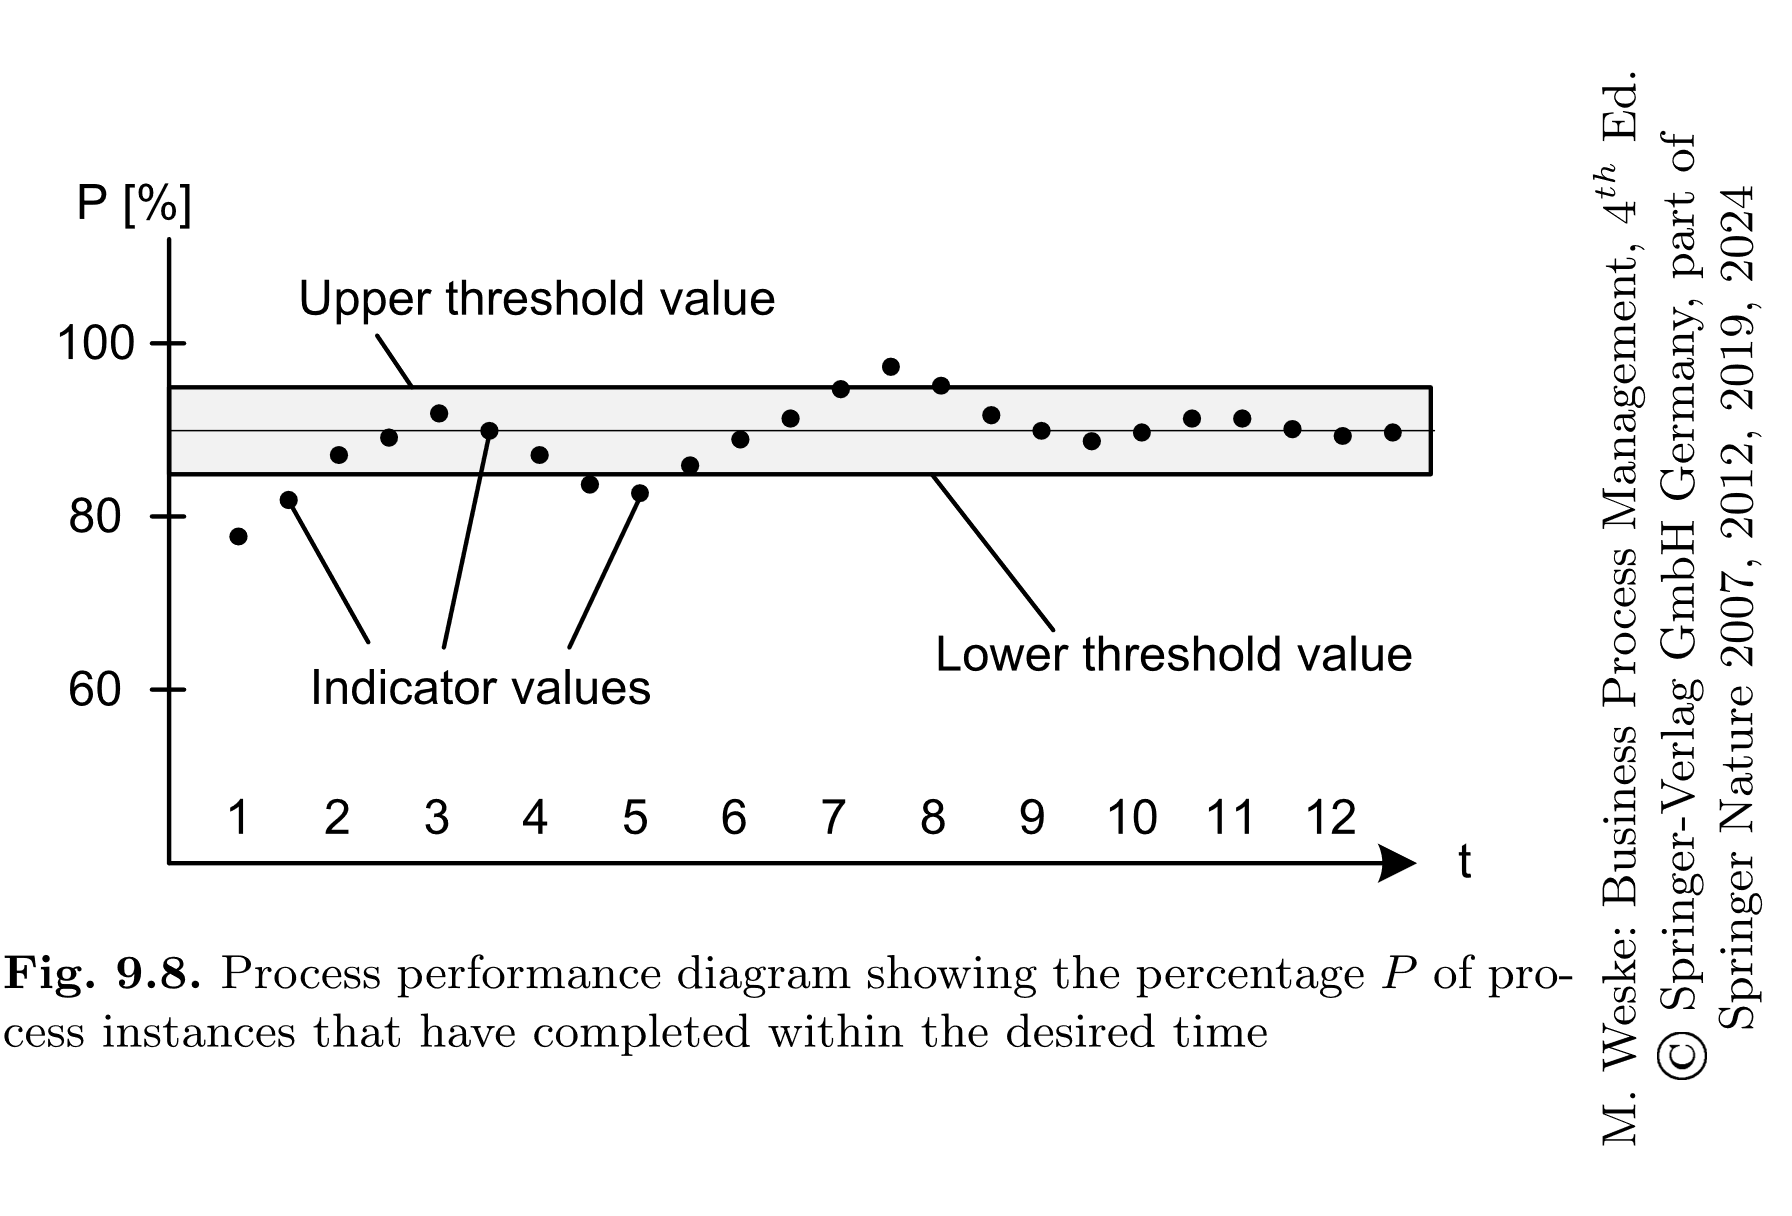 P [%]
Upper threshold value
100
80
60
Indicator values
Lower threshold value
1 2 3 4 5 6 7 8 9 10 11 12
t
Fig. 9.8. Process performance diagram showing the percentage P of pro-
cess instances that have completed within the desired time
M. Weske: Business Process Management, 4th Ed.
© Springer-Verlag GmbH Germany, part of
Springer Nature 2007, 2012, 2019, 2024